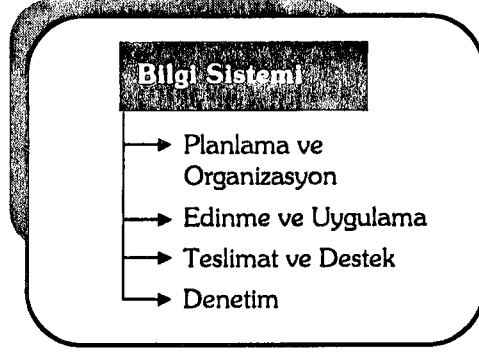 Bilgi Sistemi
Planlama ve
Organizasyon
Edinme ve Uygulama
Teslimat ve Destek
Denetim